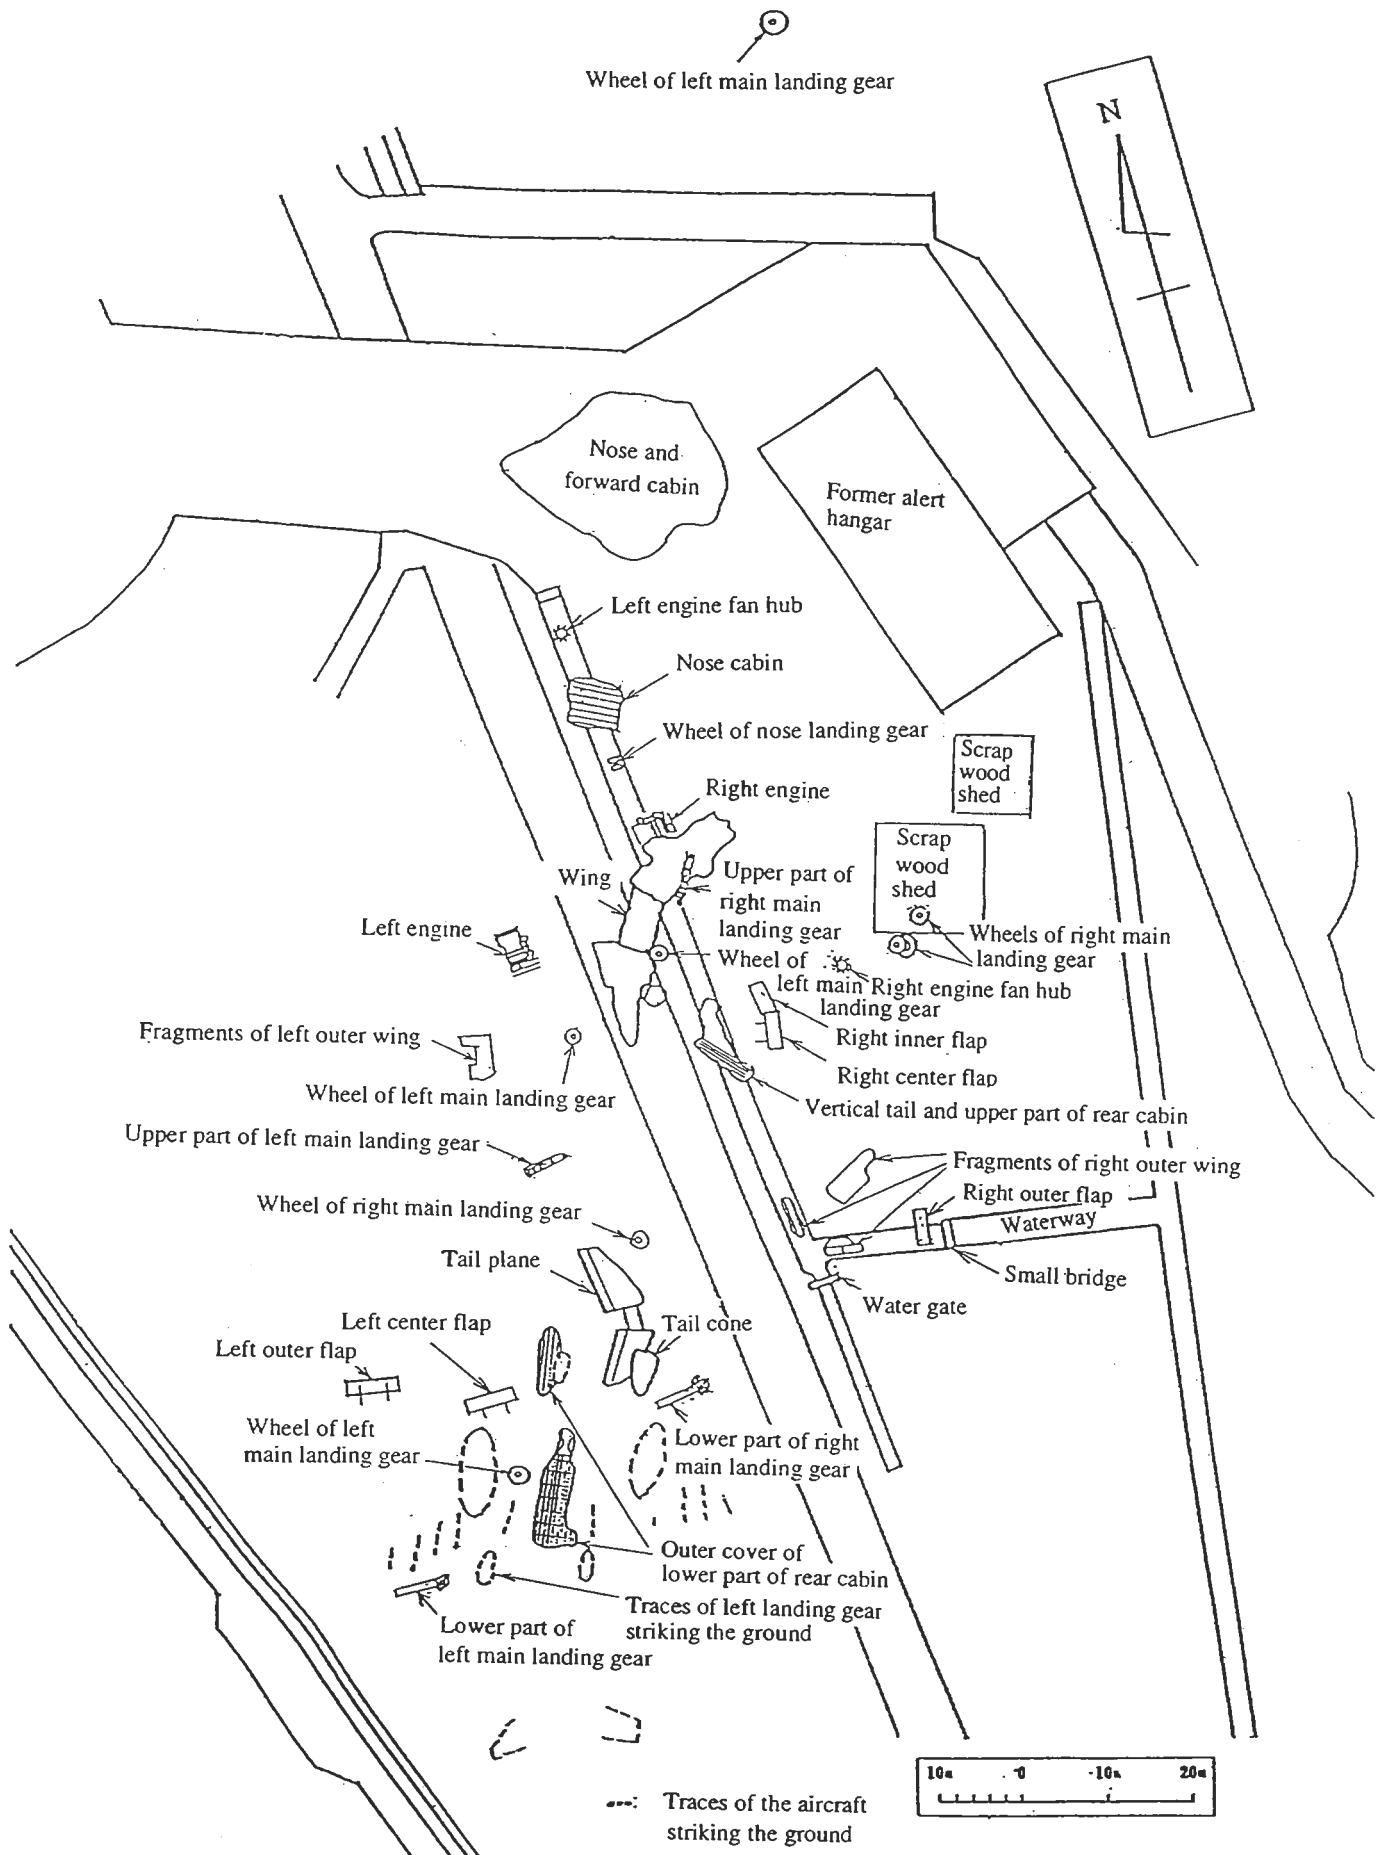 Wheel of left main landing gear
N
Nose and
forward cabin
Former alert
hangar
Left engine fan hub
Nose cabin
Wheel of nose landing gear
Scrap
wood
shed
Right engine
Scrap
wood
shed
Wing
Upper part of
right main
landing gear
Left engine
Wheels of right main
landing gear
Wheel of
left main
landing gear
Right engine fan hub
Fragments of left outer wing
Right inner flap
Right center flap
Wheel of left main landing gear
Vertical tail and upper part of rear cabin
Upper part of left main landing gear
Fragments of right outer wing
Right outer flap
Wheel of right main landing gear
Waterway
Tail plane
Small bridge
Water gate
Left center flap
Tail cone
Left outer flap
Wheel of left
main landing gear
Lower part of right
main landing gear
Outer cover of
lower part of rear cabin
Traces of left landing gear
striking the ground
Lower part of
left main landing gear
10m 0 10m 20m
Traces of the aircraft
striking the ground